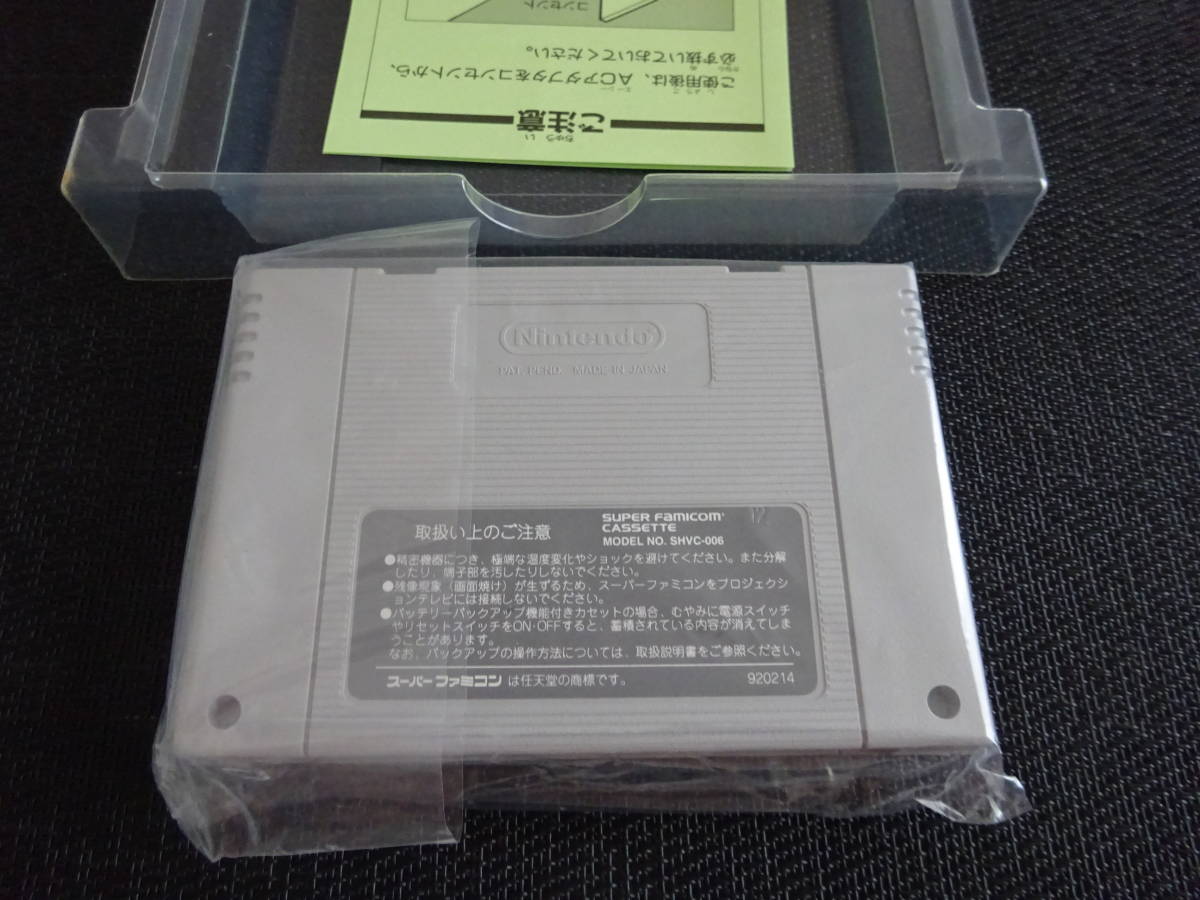 コンセント
ご注意
ちゅうい
ご使用後は、ACアダプタをコンセントから、
必ず抜いておいてください。
Nintendo
PAT. PEND. MADE IN JAPAN
取扱い上のご注意
SUPER FAMICOM
CASSETTE
MODEL NO. SHVC-006
12
●精密機器につき、極端な温度変化やショックを避けてください。また分解
したり、端子部を汚したりしないでください。
●残像現象(画面焼け)が生ずるため、スーパーファミコンをプロジェクシ
ョンテレビには接続しないでください。
●バッテリーバックアップ機能付きカセットの場合、むやみに電源スイッチ
やリセットスイッチをON・OFFすると、蓄積されている内容が消えてしま
うことがあります。
なお、バックアップの操作方法については、取扱説明書をご参照ください。
スーパーファミコンは任天堂の商標です。
920214